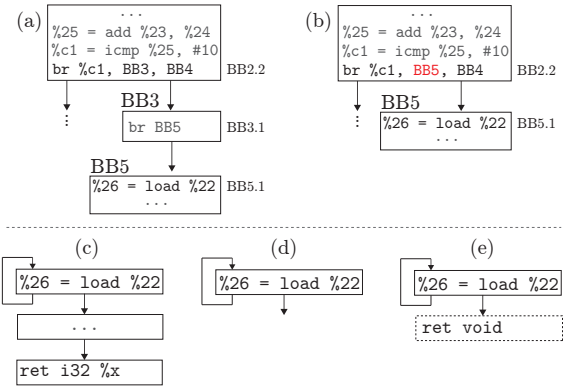 (a)
...
%25 = add %23, %24
%c1 = icmp %25, #10
br %c1, BB3, BB4
BB2.2
⋮
BB3
br BB5
BB3.1
BB5
%26 = load %22
...
BB5.1
(b)
...
%25 = add %23, %24
%c1 = icmp %25, #10
br %c1, BB5, BB4
BB2.2
⋮
BB5
%26 = load %22
...
BB5.1
(c)
%26 = load %22
...
ret i32 %x
(d)
%26 = load %22
(e)
%26 = load %22
ret void